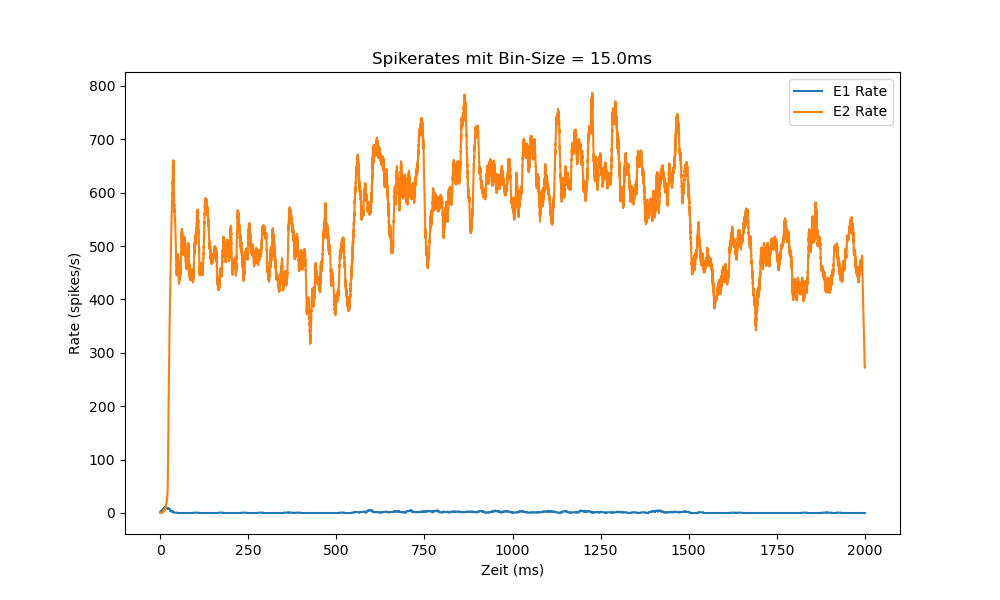 Spikerates mit Bin-Size = 15.0ms
E1 Rate
E2 Rate
Rate (spikes/s)
800
700
600
500
400
300
200
100
0
0 250 500 750 1000 1250 1500 1750 2000
Zeit (ms)